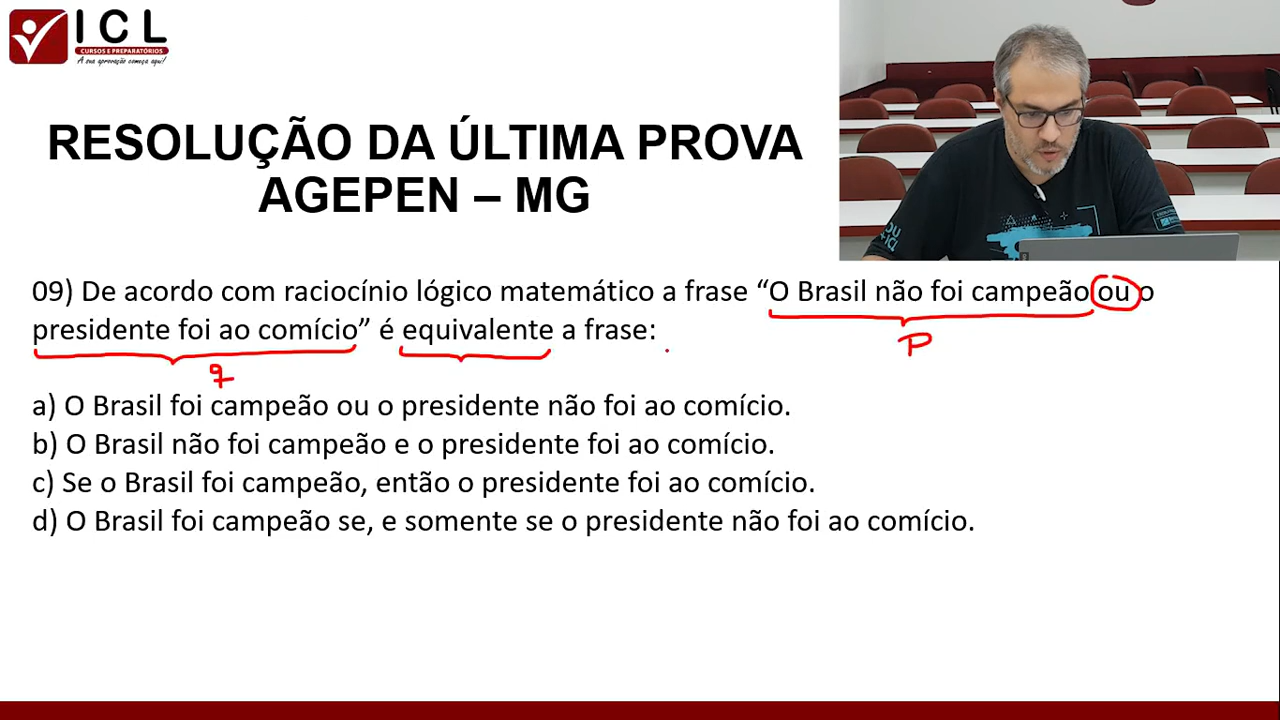 ICL
CURSOS E PREPARATÓRIOS
A sua aprovação começa aqui!
RESOLUÇÃO DA ÚLTIMA PROVA
AGEPEN – MG
09) De acordo com raciocínio lógico matemático a frase “O Brasil não foi campeão ou o
presidente foi ao comício” é equivalente a frase:
P
q
a) O Brasil foi campeão ou o presidente não foi ao comício.
b) O Brasil não foi campeão e o presidente foi ao comício.
c) Se o Brasil foi campeão, então o presidente foi ao comício.
d) O Brasil foi campeão se, e somente se o presidente não foi ao comício.